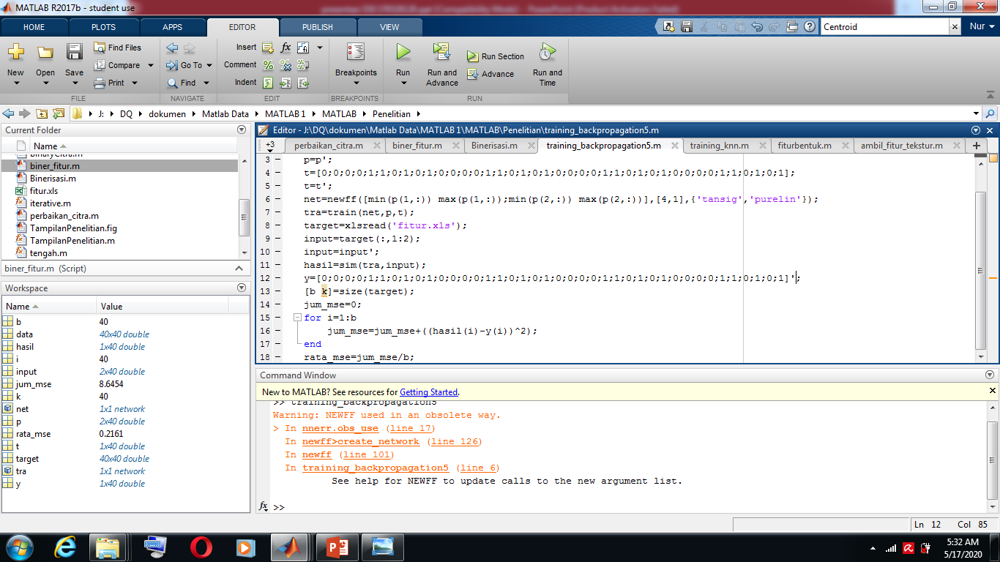 MATLAB R2017b - student use
HOME PLOTS APPS EDITOR PUBLISH VIEW
Centroid
Nur
New Open Save
Find Files
Compare
Print
Go To
Find
Insert
Comment
Indent
fx
Breakpoints
Run
Run and Advance
Run Section
Advance
Run and Time
FILE NAVIGATE EDIT BREAKPOINTS RUN
J: DQ dokumen Matlab Data MATLAB 1 MATLAB Penelitian
Current Folder
Name
binaryCitra.m
biner_fitur.m
Binerisasi.m
fitur.xls
iterative.m
perbaikan_citra.m
TampilanPenelitian.fig
TampilanPenelitian.m
tengah.m
biner_fitur.m (Script)
Workspace
Name Value
b 40
data 40x40 double
hasil 1x40 double
i 40
input 2x40 double
jum_mse 8.6454
k 40
net 1x1 network
p 2x40 double
rata_mse 0.2161
t 1x40 double
target 40x40 double
tra 1x1 network
y 1x40 double
Editor - J:\DQ\dokumen\Matlab Data\MATLAB 1\MATLAB\Penelitian\training_backpropagation5.m
+3 perbaikan_citra.m biner_fitur.m Binerisasi.m training_backpropagation5.m training_knn.m fiturbentuk.m ambil_fitur_tekstur.m
3 p=p';
4 t=[0;0;0;0;1;1;0;1;0;1;0;0;0;0;1;1;0;1;0;1;0;0;0;0;1;1;0;1;0;1;0;0;0;0;1;1;0;1;0;1];
5 t=t';
6 net=newff([min(p(1,:)) max(p(1,:));min(p(2,:)) max(p(2,:))],[4,1],{'tansig','purelin'});
7 tra=train(net,p,t);
8 target=xlsread('fitur.xls');
9 input=target(:,1:2);
10 input=input';
11 hasil=sim(tra,input);
12 y=[0;0;0;0;1;1;0;1;0;1;0;0;0;0;1;1;0;1;0;1;0;0;0;0;1;1;0;1;0;1;0;0;0;0;1;1;0;1;0;1]';
13 [b k]=size(target);
14 jum_mse=0;
15 for i=1:b
16 jum_mse=jum_mse+((hasil(i)-y(i))^2);
17 end
18 rata_mse=jum_mse/b;
Command Window
New to MATLAB? See resources for Getting Started.
>> training_backpropagation5
Warning: NEWFF used in an obsolete way.
> In nnerr.obs_use (line 17)
In newff>create_network (line 126)
In newff (line 101)
In training_backpropagation5 (line 6)
See help for NEWFF to update calls to the new argument list.
fx >>
Ln 12 Col 85
5:32 AM
5/17/2020